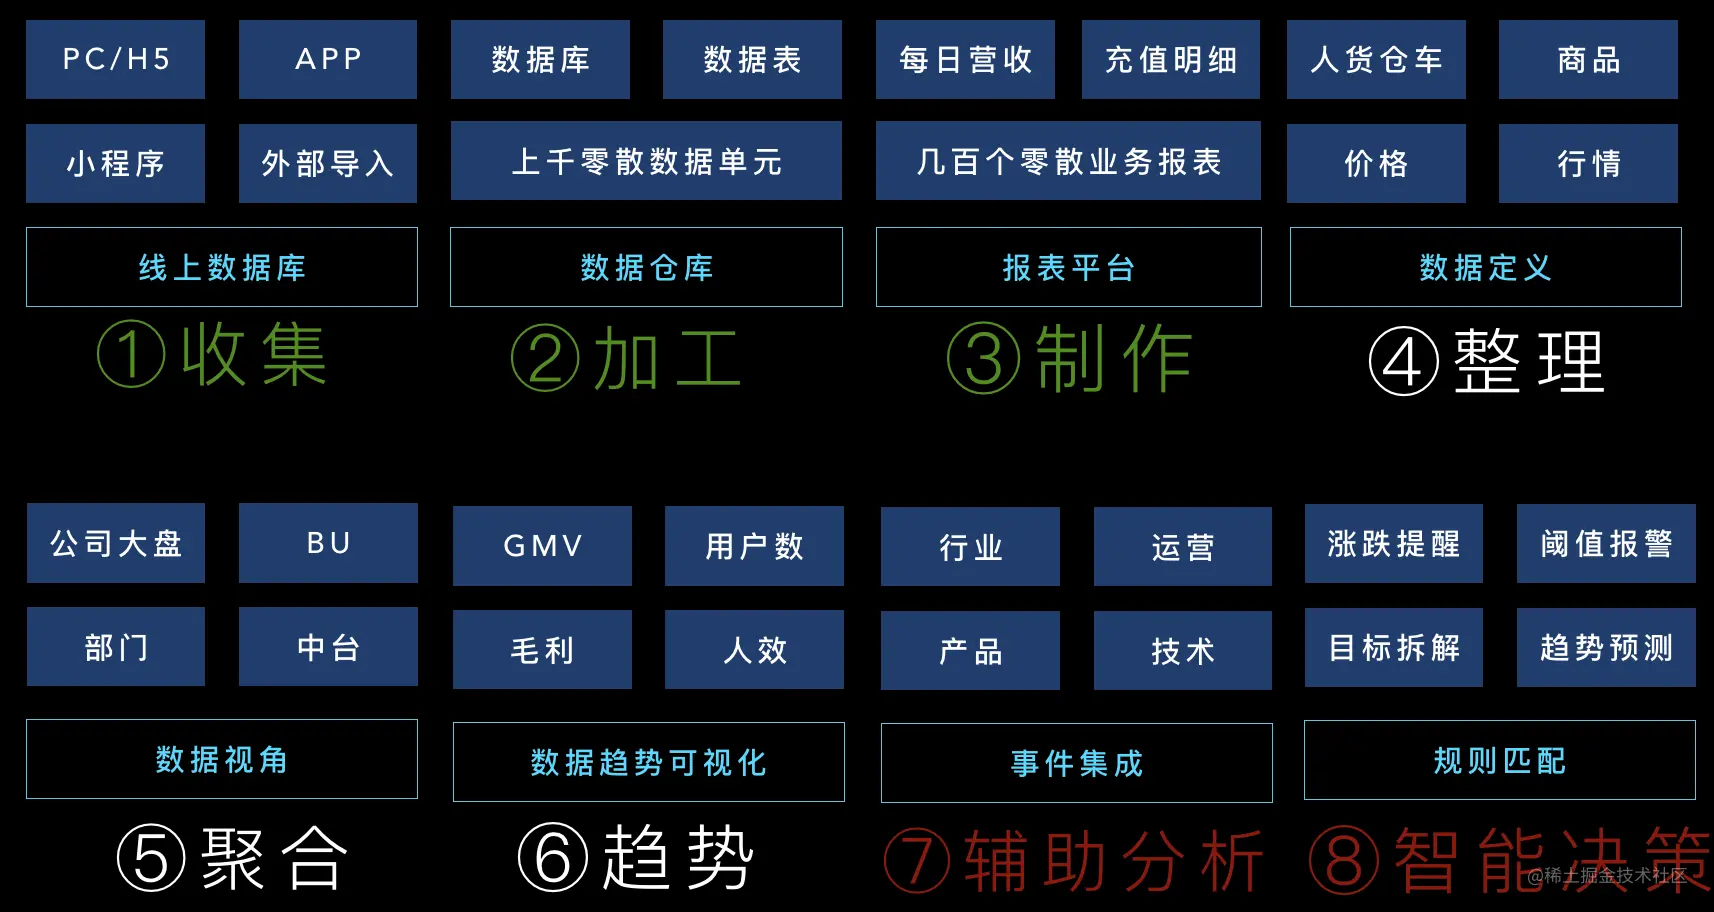 PC/H5
APP
数据库
数据表
每日营收
充值明细
人货仓车
商品
小程序
外部导入
上千零散数据单元
几百个零散业务报表
价格
行情
线上数据库
数据仓库
报表平台
数据定义
①收集
②加工
③制作
④整理
公司大盘
BU
GMV
用户数
行业
运营
涨跌提醒
阈值报警
部门
中台
毛利
人效
产品
技术
目标拆解
趋势预测
数据视角
数据趋势可视化
事件集成
规则匹配
⑤聚合
⑥趋势
⑦辅助分析
⑧智能决策
@稀土掘金技术社区